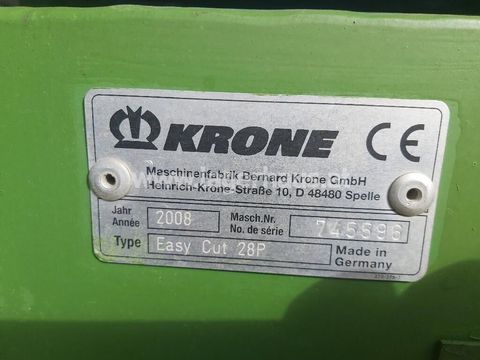 KRONE CE
Maschinenfabrik Bernard Krone GmbH
Heinrich-Krone-Straße 10, D 48480 Spelle
Jahr
Année 2008 Masch.Nr.
No. de série 745596
Type Easy Cut 28P Made in
Germany